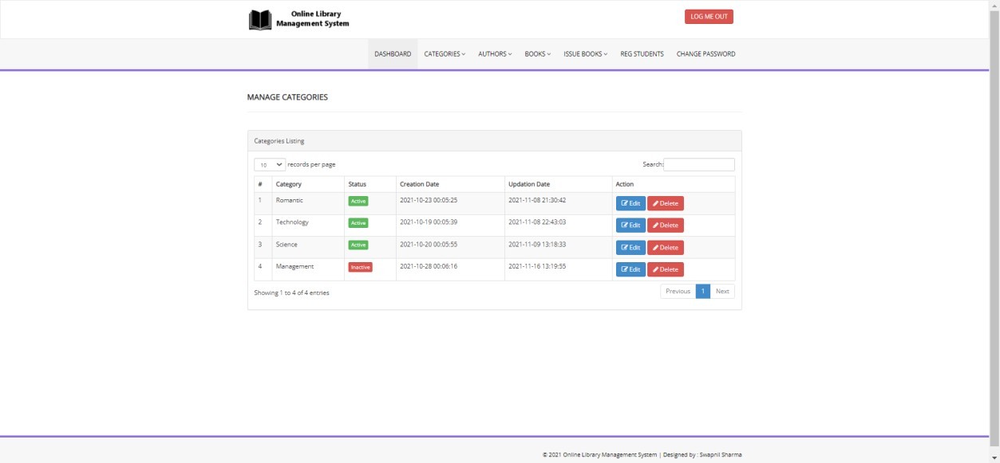 Online Library
Management System
LOG ME OUT
DASHBOARD CATEGORIES AUTHORS BOOKS ISSUE BOOKS REG STUDENTS CHANGE PASSWORD
MANAGE CATEGORIES
Categories Listing
10 records per page Search:
# Category Status Creation Date Updation Date Action
1 Romantic Active 2021-10-23 00:05:25 2021-11-08 21:30:42 Edit Delete
2 Technology Active 2021-10-19 00:05:39 2021-11-08 22:43:03 Edit Delete
3 Science Active 2021-10-20 00:05:55 2021-11-09 13:18:33 Edit Delete
4 Management Inactive 2021-10-28 00:06:16 2021-11-16 13:19:55 Edit Delete
Showing 1 to 4 of 4 entries Previous 1 Next
© 2021 Online Library Management System | Designed by : Swapnil Sharma